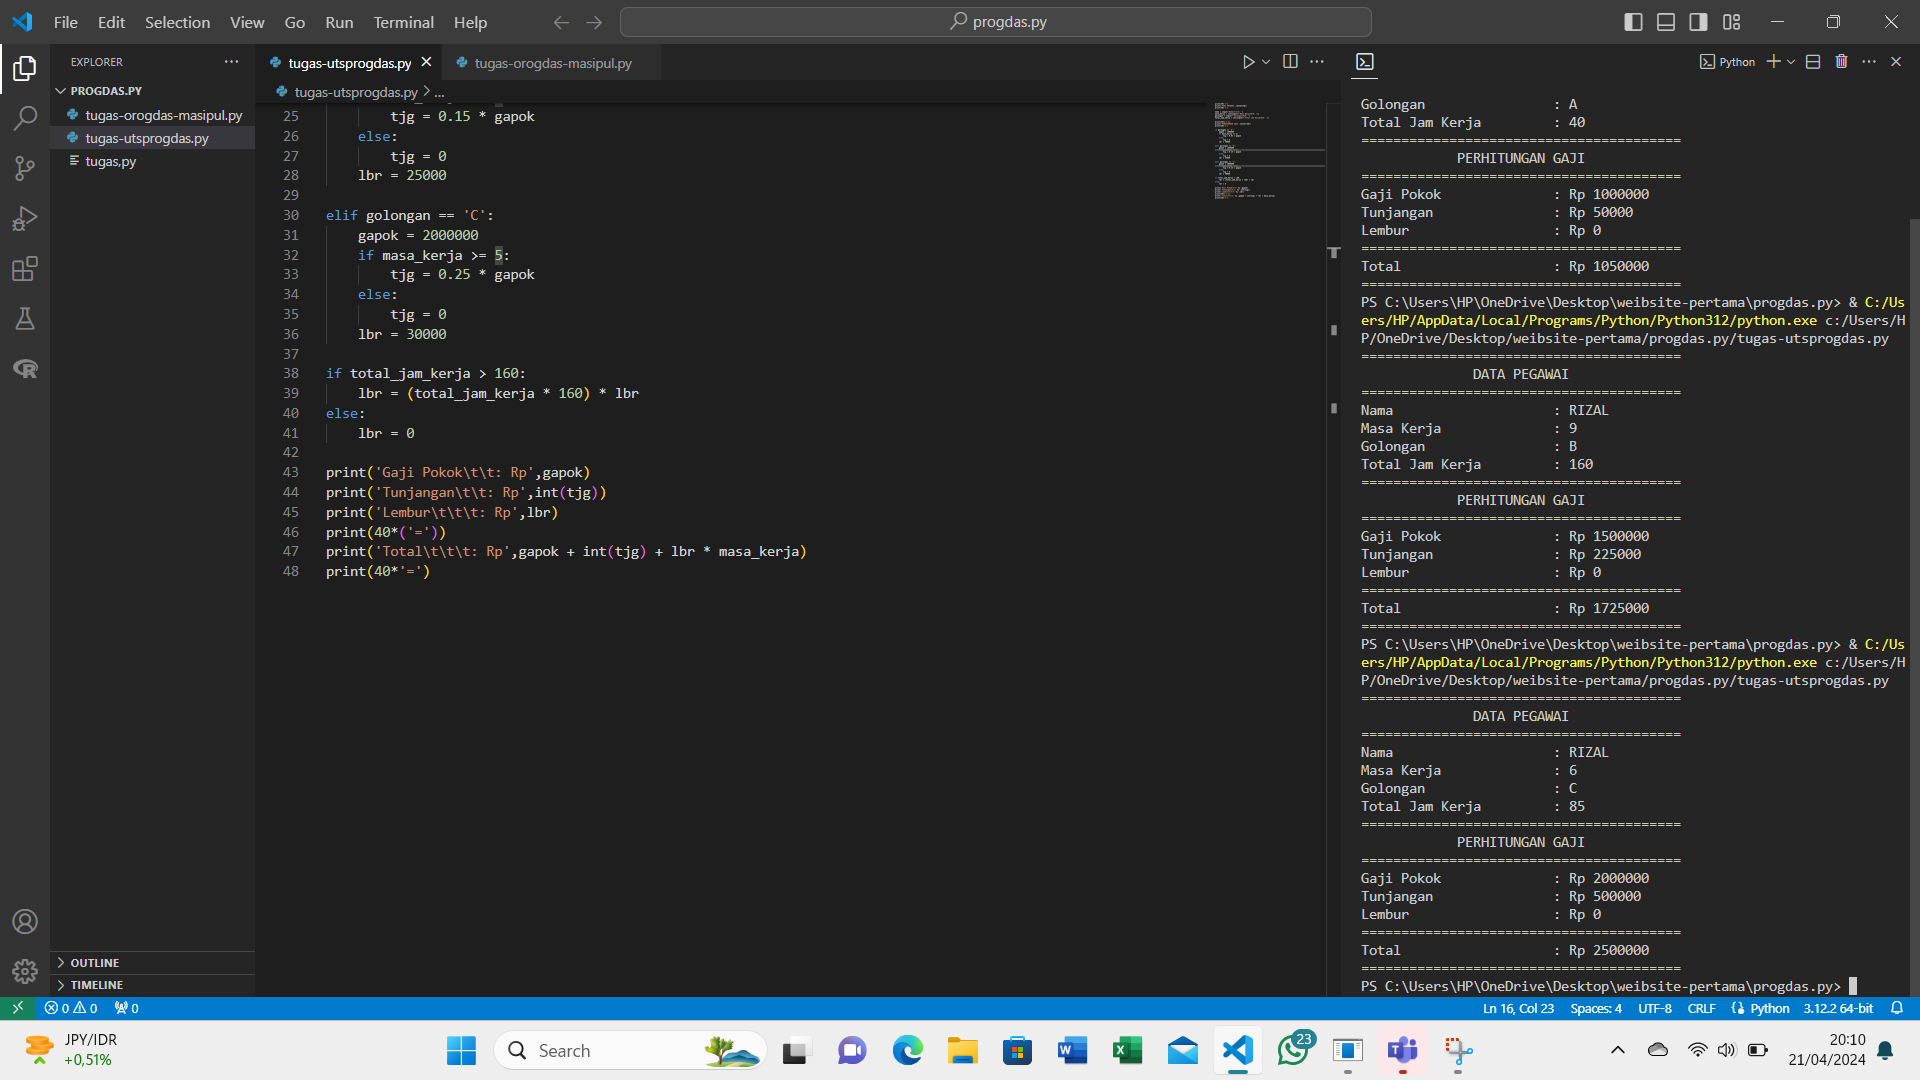 File Edit Selection View Go Run Terminal Help
progdas.py
EXPLORER
PROGDAS.PY
tugas-orogdas-masipul.py
tugas-utsprogdas.py
tugas,py
OUTLINE
TIMELINE
tugas-utsprogdas.py
tugas-orogdas-masipul.py
tugas-utsprogdas.py > ...
25 tjg = 0.15 * gapok
26 else:
27 tjg = 0
28 lbr = 25000
29
30 elif golongan == 'C':
31 gapok = 2000000
32 if masa_kerja >= 5:
33 tjg = 0.25 * gapok
34 else:
35 tjg = 0
36 lbr = 30000
37
38 if total_jam_kerja > 160:
39 lbr = (total_jam_kerja * 160) * lbr
40 else:
41 lbr = 0
42
43 print('Gaji Pokok\t\t: Rp',gapok)
44 print('Tunjangan\t\t: Rp',int(tjg))
45 print('Lembur\t\t\t: Rp',lbr)
46 print(40*('='))
47 print('Total\t\t\t: Rp',gapok + int(tjg) + lbr * masa_kerja)
48 print(40*'=')
Python
Golongan : A
Total Jam Kerja : 40
========================================
PERHITUNGAN GAJI
========================================
Gaji Pokok : Rp 1000000
Tunjangan : Rp 50000
Lembur : Rp 0
========================================
Total : Rp 1050000
========================================
PS C:\Users\HP\OneDrive\Desktop\weibsite-pertama\progdas.py> & C:/Us
ers/HP/AppData/Local/Programs/Python/Python312/python.exe c:/Users/H
P/OneDrive/Desktop/weibsite-pertama/progdas.py/tugas-utsprogdas.py
========================================
DATA PEGAWAI
========================================
Nama : RIZAL
Masa Kerja : 9
Golongan : B
Total Jam Kerja : 160
========================================
PERHITUNGAN GAJI
========================================
Gaji Pokok : Rp 1500000
Tunjangan : Rp 225000
Lembur : Rp 0
========================================
Total : Rp 1725000
========================================
PS C:\Users\HP\OneDrive\Desktop\weibsite-pertama\progdas.py> & C:/Us
ers/HP/AppData/Local/Programs/Python/Python312/python.exe c:/Users/H
P/OneDrive/Desktop/weibsite-pertama/progdas.py/tugas-utsprogdas.py
========================================
DATA PEGAWAI
========================================
Nama : RIZAL
Masa Kerja : 6
Golongan : C
Total Jam Kerja : 85
========================================
PERHITUNGAN GAJI
========================================
Gaji Pokok : Rp 2000000
Tunjangan : Rp 500000
Lembur : Rp 0
========================================
Total : Rp 2500000
========================================
PS C:\Users\HP\OneDrive\Desktop\weibsite-pertama\progdas.py>
0 0 0
Ln 16, Col 23 Spaces: 4 UTF-8 CRLF Python 3.12.2 64-bit
JPY/IDR
+0,51%
Search
23
20:10
21/04/2024